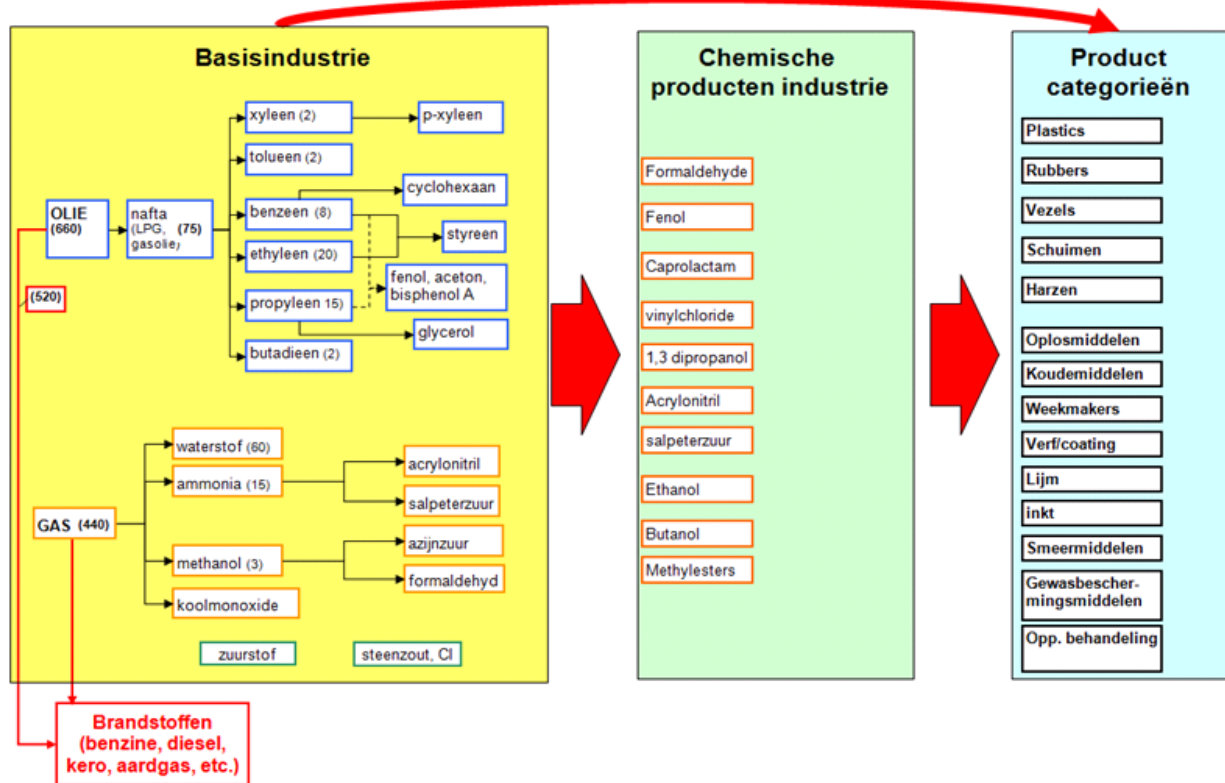 Basisindustrie
xyleen (2)
p-xyleen
tolueen (2)
cyclohexaan
OLIE
(660)
nafta
(LPG, (75)
gasolie)
benzeen (8)
styreen
ethyleen (20)
fenol, aceton,
bisphenol A
(520)
propyleen 15)
glycerol
butadieen (2)
waterstof (60)
acrylonitril
ammonia (15)
salpeterzuur
GAS (440)
azijnzuur
methanol (3)
formaldehyd
koolmonoxide
zuurstof
steenzout, Cl
Brandstoffen
(benzine, diesel,
kero, aardgas, etc.)
Chemische
producten industrie
Formaldehyde
Fenol
Caprolactam
vinylchloride
1,3 dipropanol
Acrylonitril
salpeterzuur
Ethanol
Butanol
Methylesters
Product
categorieën
Plastics
Rubbers
Vezels
Schuimen
Harzen
Oplosmiddelen
Koudemiddelen
Weekmakers
Verf/coating
Lijm
inkt
Smeermiddelen
Gewasbescher-
mingsmiddelen
Opp. behandeling